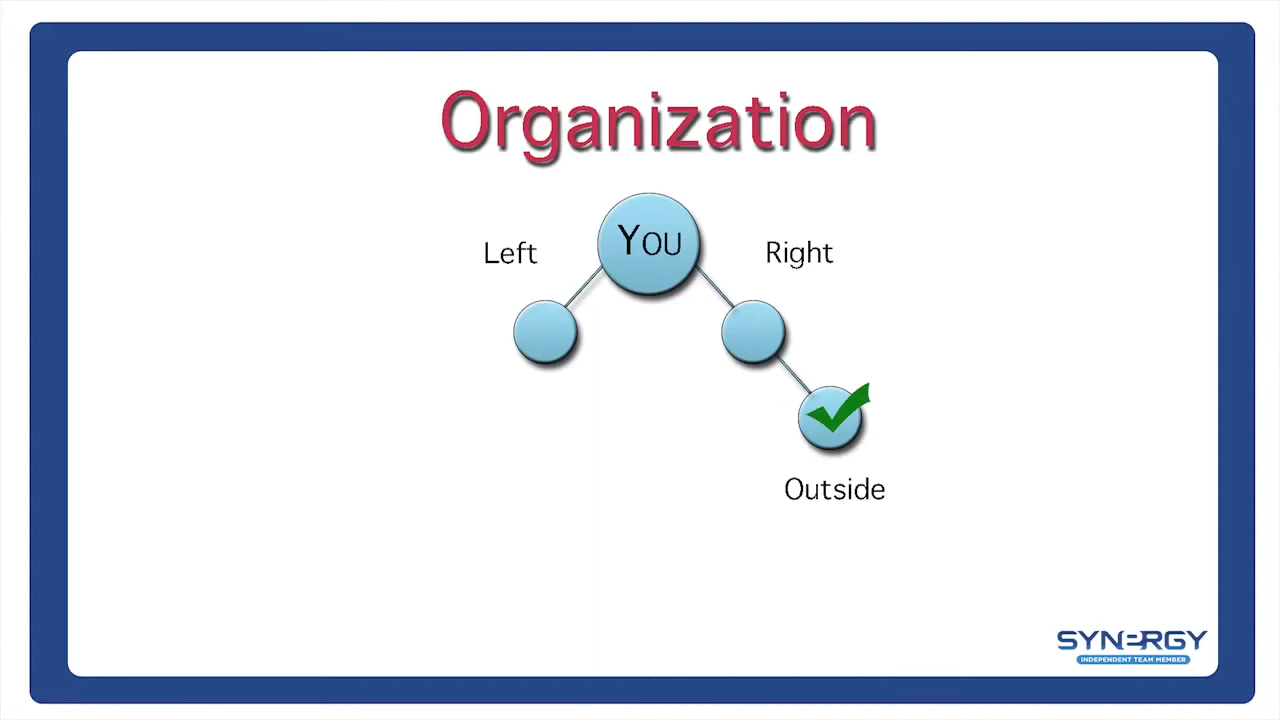 Organization
Left
You
Right
Outside
SYNERGY
INDEPENDENT TEAM MEMBER